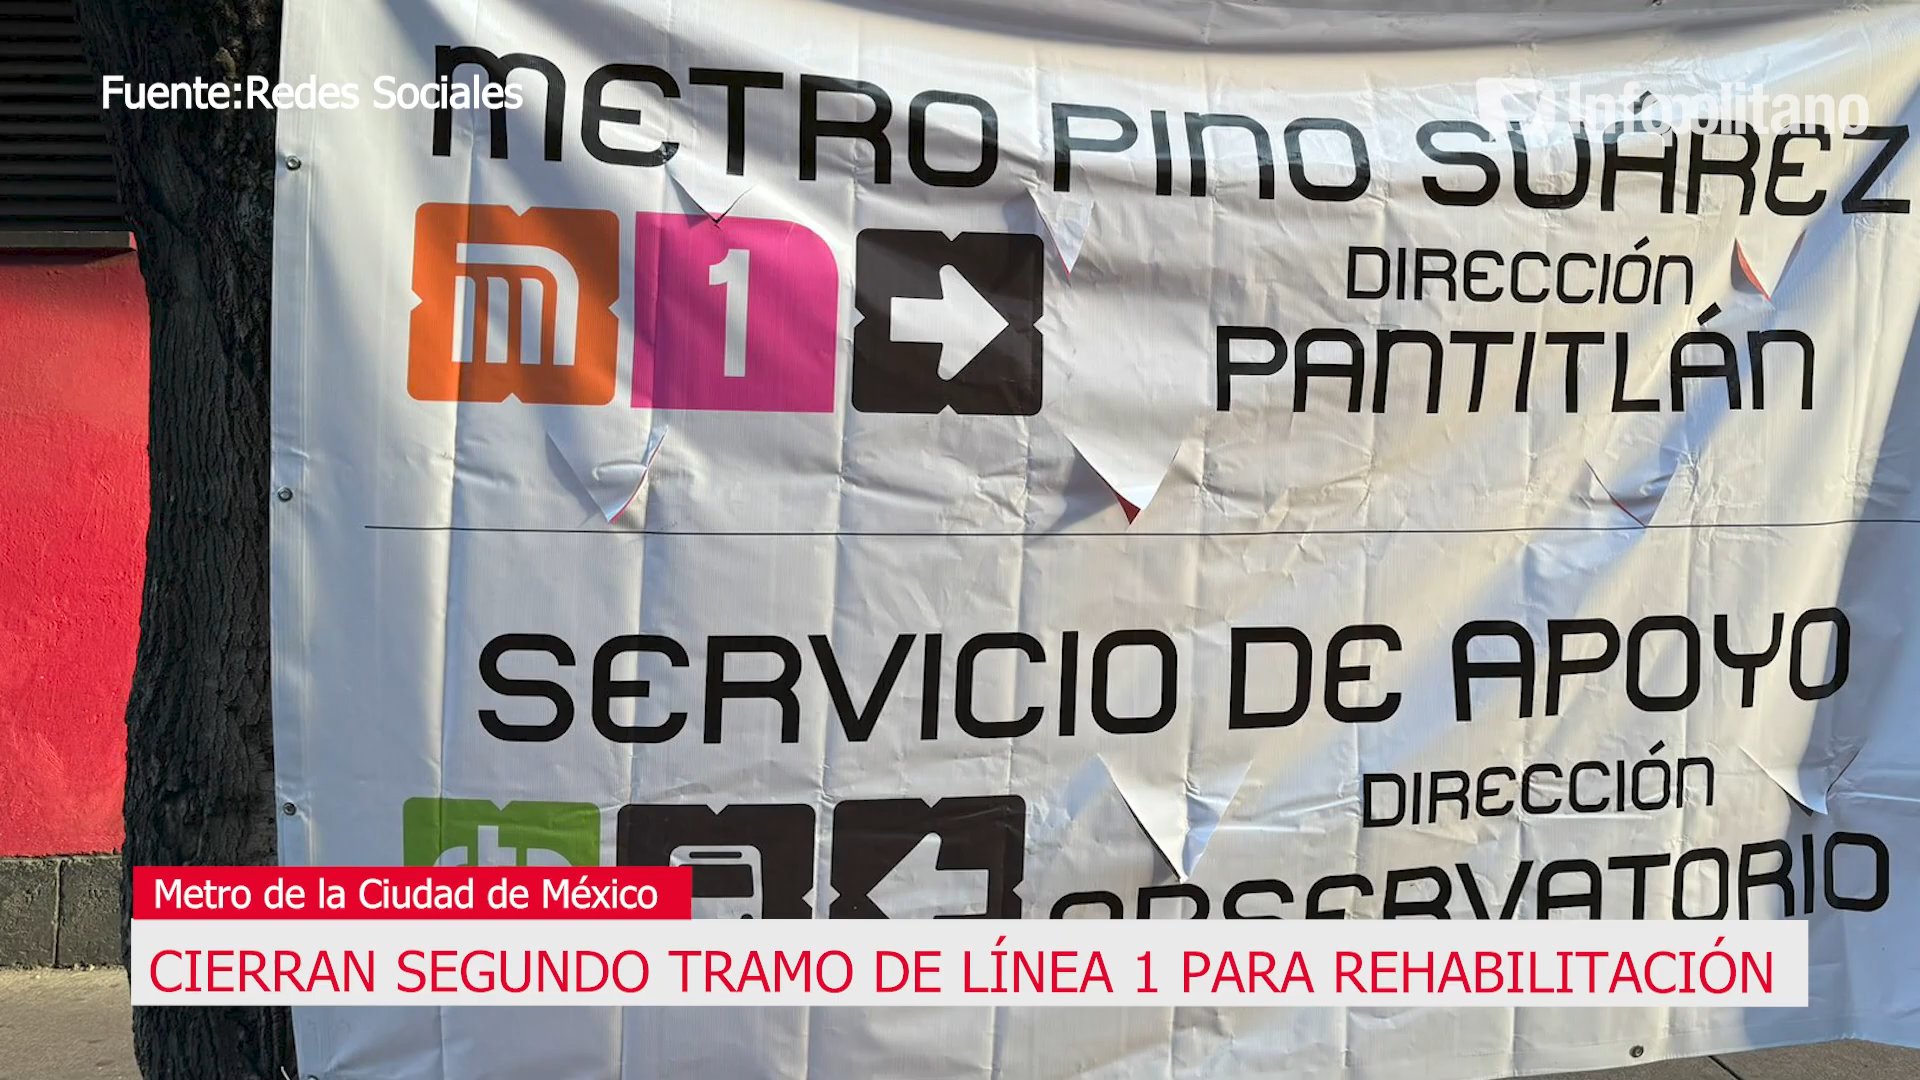 Fuente:Redes Sociales
Infopolitano
METRO PINO SUÁREZ
1
DIRECCIÓN
PANTITLÁN
SERVICIO DE APOYO
DIRECCIÓN
OBSERVATORIO
Metro de la Ciudad de México
CIERRAN SEGUNDO TRAMO DE LÍNEA 1 PARA REHABILITACIÓN